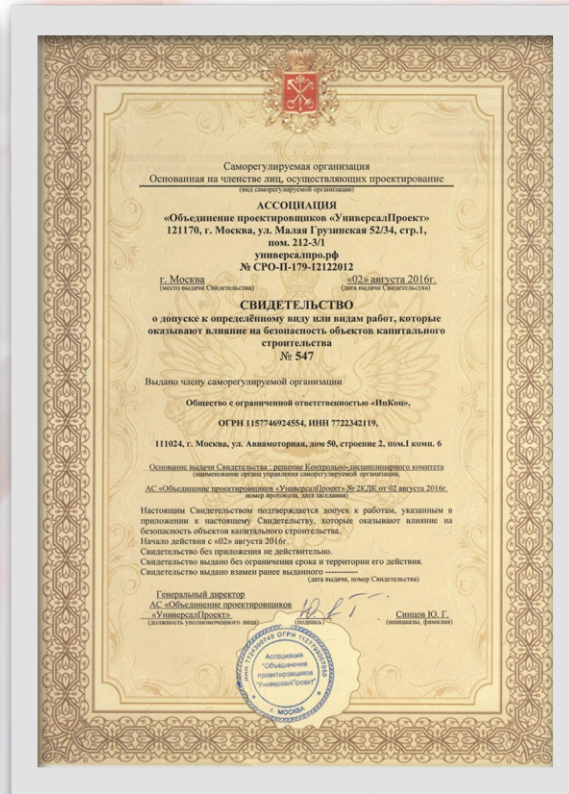 Саморегулируемая организация
Основанная на членстве лиц, осуществляющих проектирование
(вид саморегулируемой организации)
АССОЦИАЦИЯ
«Объединение проектировщиков «УниверсалПроект»
121170, г. Москва, ул. Малая Грузинская 52/34, стр.1,
пом. 212-3/1
универсалпро.рф
№ СРО-П-179-12122012
г. Москва «02» августа 2016г.
(место выдачи Свидетельства) (дата выдачи Свидетельства)
СВИДЕТЕЛЬСТВО
о допуске к определённому виду или видам работ, которые
оказывают влияние на безопасность объектов капитального
строительства
№ 547
Выдано члену саморегулируемой организации
Общество с ограниченной ответственностью «ИнКон»,
ОГРН 1157746924554, ИНН 7722342119,
111024, г. Москва, ул. Авиамоторная, дом 50, строение 2, пом.I комн. 6
Основание выдачи Свидетельства : решение Контрольно-дисциплинарного комитета
(наименование органа управления саморегулируемой организации,
АС «Объединение проектировщиков «УниверсалПроект» № 2КДК от 02 августа 2016г.
номер протокола, дата заседания)
Настоящим Свидетельством подтверждается допуск к работам, указанным в
приложении к настоящему Свидетельству, которые оказывают влияние на
безопасность объектов капитального строительства.
Начало действия с «02» августа 2016г.
Свидетельство без приложения не действительно.
Свидетельство выдано без ограничения срока и территории его действия.
Свидетельство выдано взамен ранее выданного -----------
(дата выдачи, номер Свидетельства)
Генеральный директор
АС «Объединение проектировщиков
«УниверсалПроект» Синцов Ю. Г.
(должность уполномоченного лица) (подпись) (инициалы, фамилия)
Ассоциация
"Объединение
проектировщиков
"УниверсалПроект"
г. МОСКВА